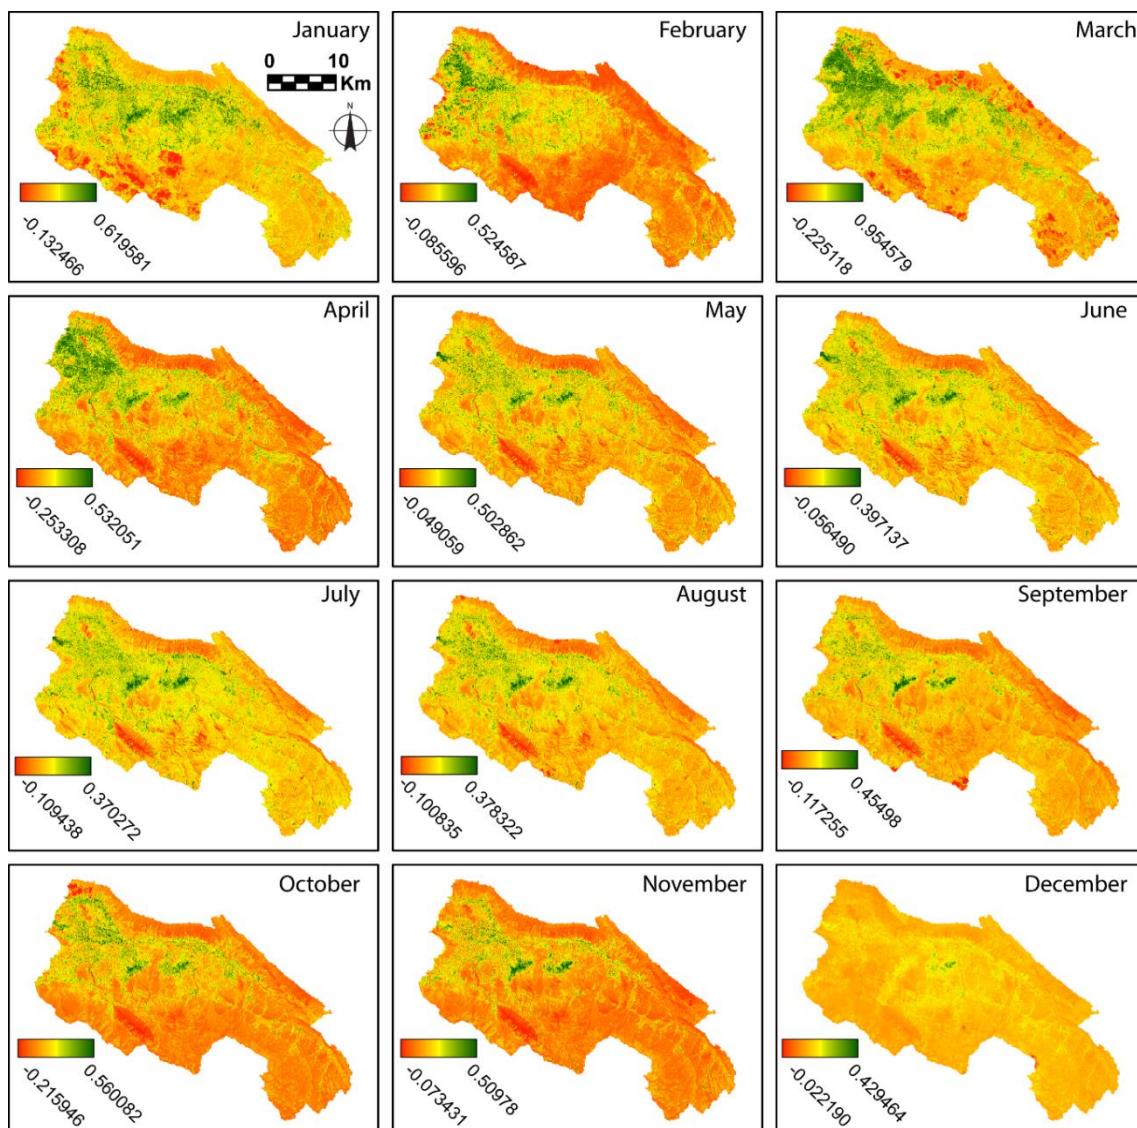 January
0 10
Km
N
-0.132466
0.619581
February
-0.085596
0.524587
March
-0.225118
0.954579
April
-0.253308
0.532051
May
-0.049059
0.502862
June
-0.056490
0.397137
July
-0.109438
0.370272
August
-0.100835
0.378322
September
-0.117255
0.45498
October
-0.215946
0.560082
November
-0.073431
0.50978
December
-0.022190
0.429464